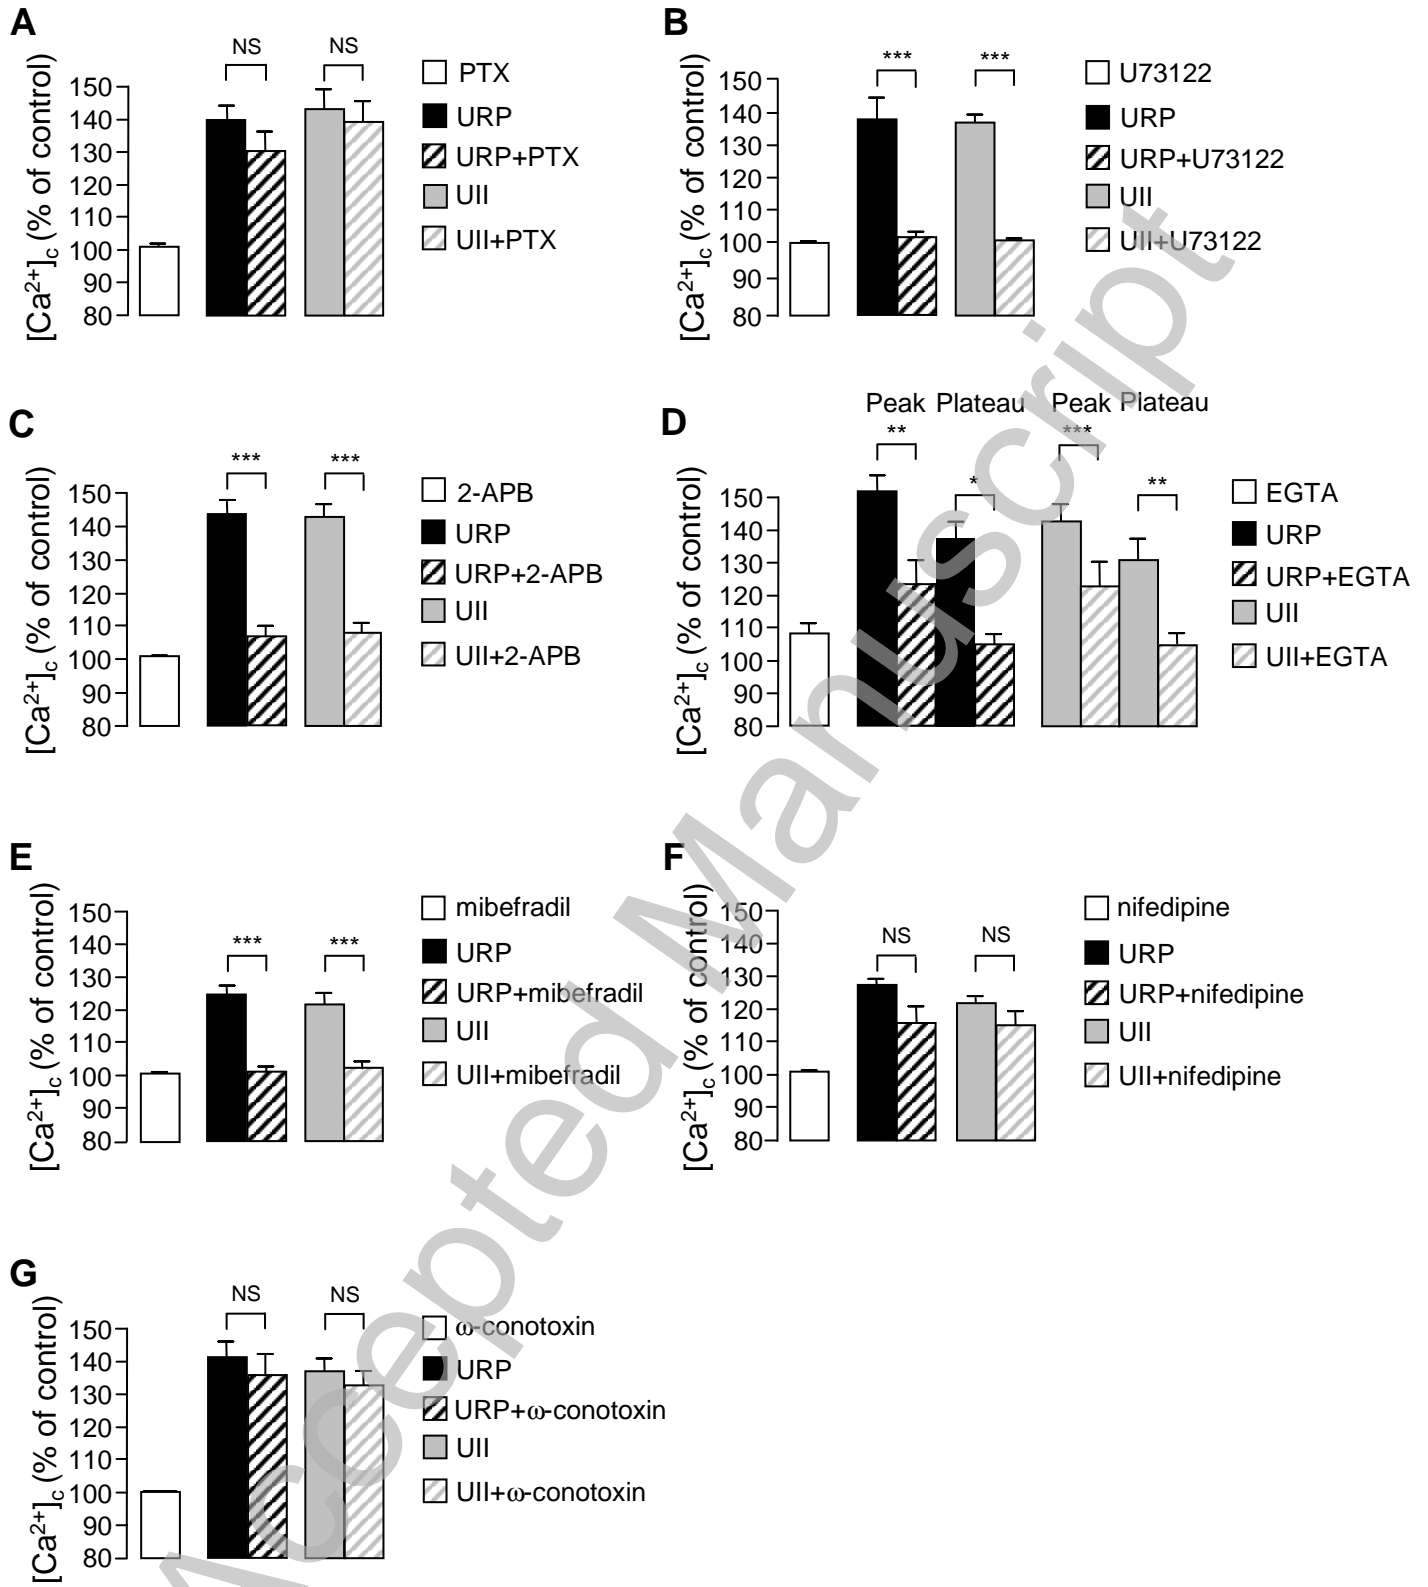 A
[Ca²⁺]c (% of control)
150
140
130
120
110
100
90
80
NS
NS
PTX
URP
URP+PTX
UII
UII+PTX
B
[Ca²⁺]c (% of control)
150
140
130
120
110
100
90
80
***
***
U73122
URP
URP+U73122
UII
UII+U73122
C
[Ca²⁺]c (% of control)
150
140
130
120
110
100
90
80
***
***
2-APB
URP
URP+2-APB
UII
UII+2-APB
D
[Ca²⁺]c (% of control)
150
140
130
120
110
100
90
80
Peak Plateau Peak Plateau
**
*
***
**
EGTA
URP
URP+EGTA
UII
UII+EGTA
E
[Ca²⁺]c (% of control)
150
140
130
120
110
100
90
80
***
***
mibefradil
URP
URP+mibefradil
UII
UII+mibefradil
F
[Ca²⁺]c (% of control)
150
140
130
120
110
100
90
80
NS
NS
nifedipine
URP
URP+nifedipine
UII
UII+nifedipine
G
[Ca²⁺]c (% of control)
150
140
130
120
110
100
90
80
NS
NS
ω-conotoxin
URP
URP+ω-conotoxin
UII
UII+ω-conotoxin
Accepted Manuscript